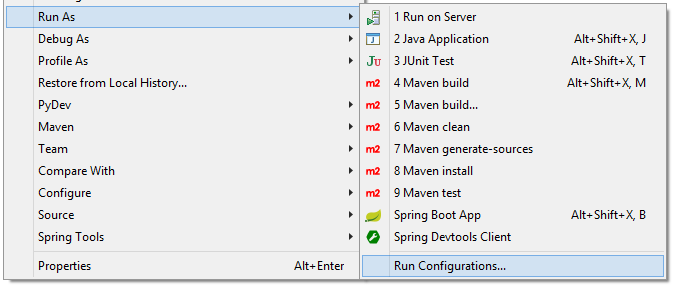 Run As
Debug As
Profile As
Restore from Local History...
PyDev
Maven
Team
Compare With
Configure
Source
Spring Tools
Properties Alt+Enter
1 Run on Server
J 2 Java Application Alt+Shift+X, J
JU 3 JUnit Test Alt+Shift+X, T
m2 4 Maven build Alt+Shift+X, M
m2 5 Maven build...
m2 6 Maven clean
m2 7 Maven generate-sources
m2 8 Maven install
m2 9 Maven test
Spring Boot App Alt+Shift+X, B
Spring Devtools Client
Run Configurations...